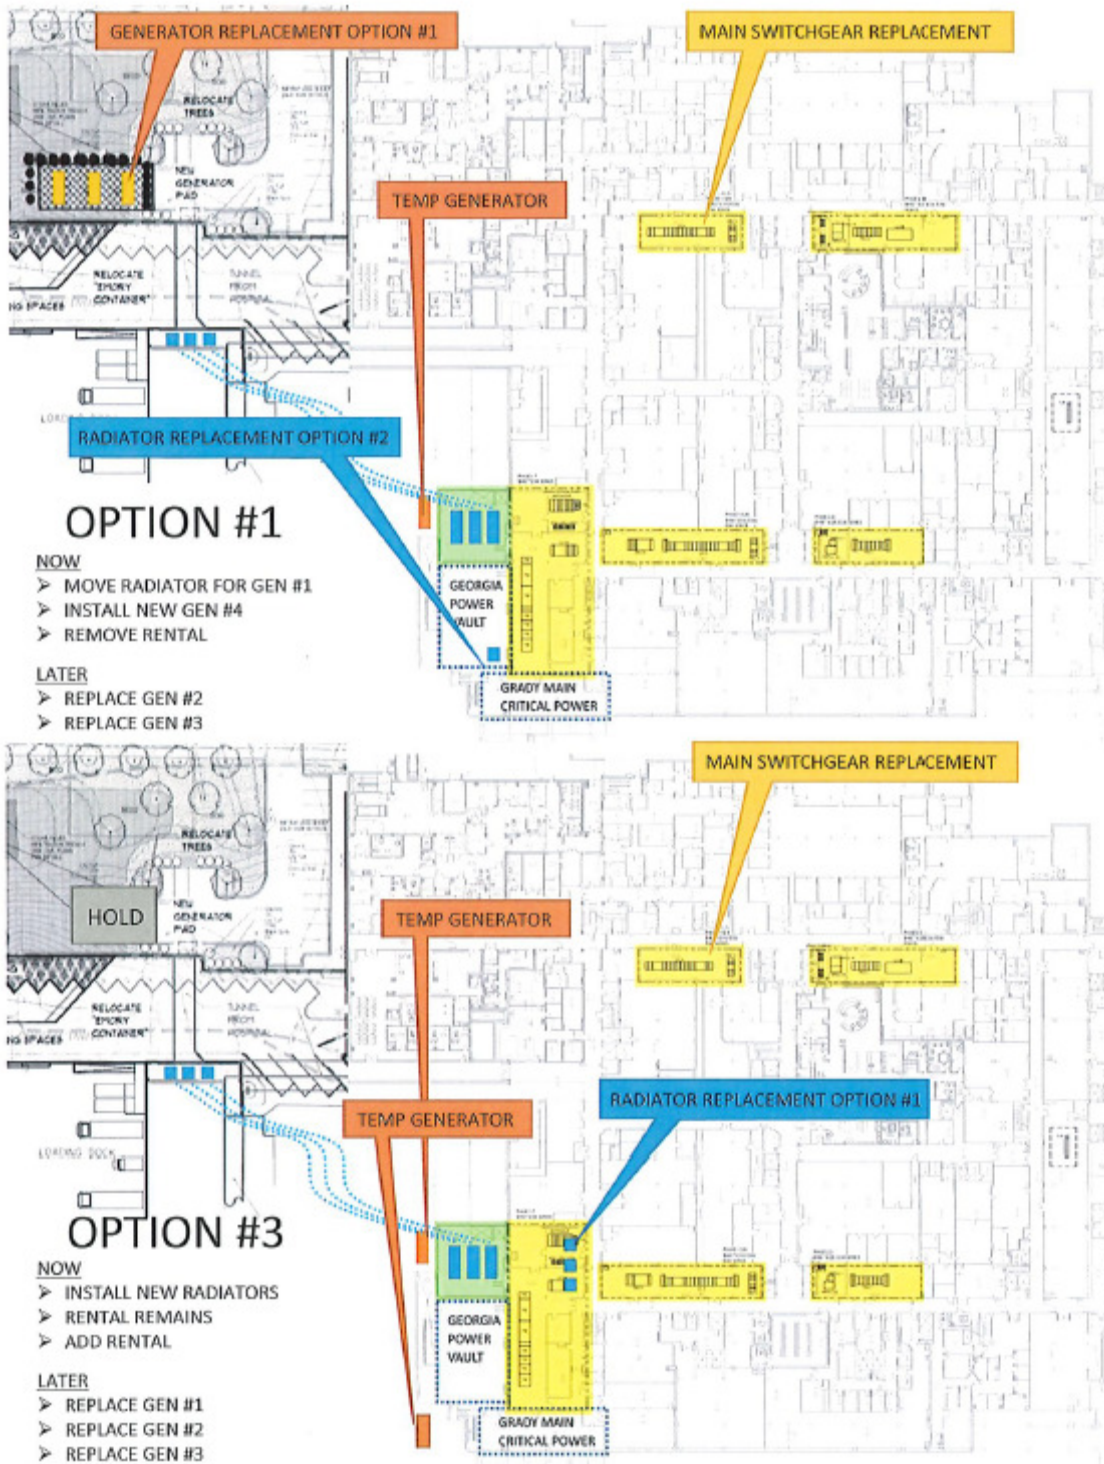 GENERATOR REPLACEMENT OPTION #1
MAIN SWITCHGEAR REPLACEMENT
RELOCATE
TREES
NEW
GENERATOR
PAD
TEMP GENERATOR
RELOCATE
"EMORY
CONTAINER"
TUNNEL
FROM
HOSPITAL
NG SPACES
RADIATOR REPLACEMENT OPTION #2
OPTION #1
NOW
➢ MOVE RADIATOR FOR GEN #1
➢ INSTALL NEW GEN #4
➢ REMOVE RENTAL
LATER
➢ REPLACE GEN #2
➢ REPLACE GEN #3
GEORGIA
POWER
VAULT
GRADY MAIN
CRITICAL POWER
MAIN SWITCHGEAR REPLACEMENT
RELOCATE
TREES
HOLD
NEW
GENERATOR
PAD
TEMP GENERATOR
RELOCATE
"EMORY
CONTAINER"
TUNNEL
FROM
HOSPITAL
NG SPACES
TEMP GENERATOR
RADIATOR REPLACEMENT OPTION #1
LOADING DOCK
OPTION #3
NOW
➢ INSTALL NEW RADIATORS
➢ RENTAL REMAINS
➢ ADD RENTAL
LATER
➢ REPLACE GEN #1
➢ REPLACE GEN #2
➢ REPLACE GEN #3
GEORGIA
POWER
VAULT
GRADY MAIN
CRITICAL POWER